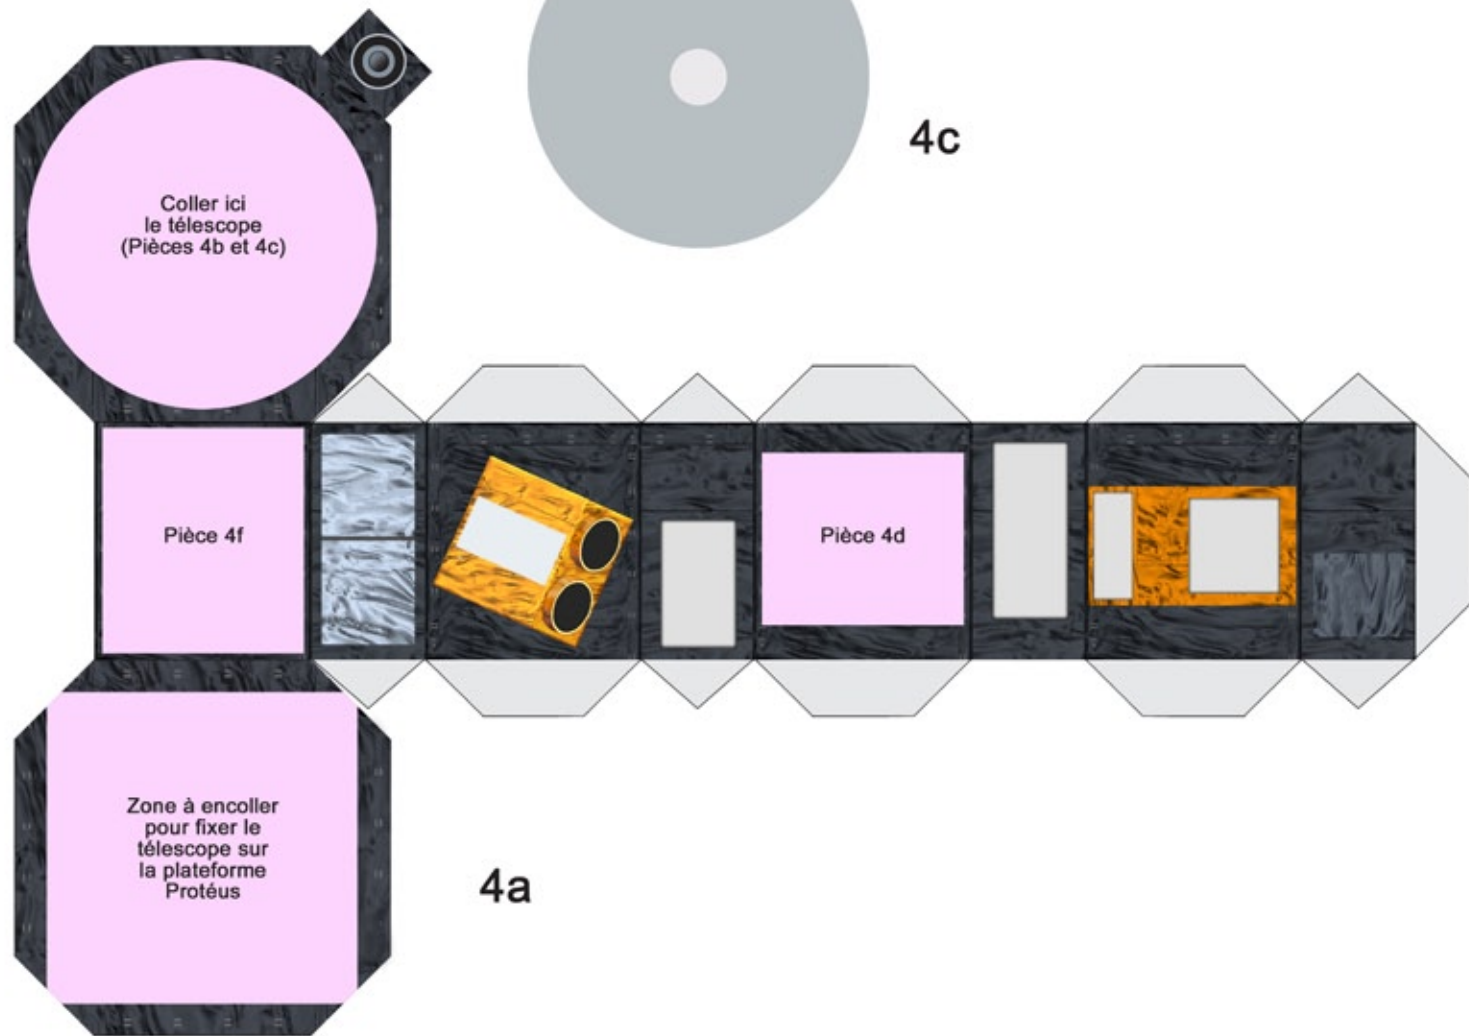 4c
Coller ici
le télescope
(Pièces 4b et 4c)
Pièce 4f
Pièce 4d
Zone à encoller
pour fixer le
télescope sur
la plateforme
Protéus
4a